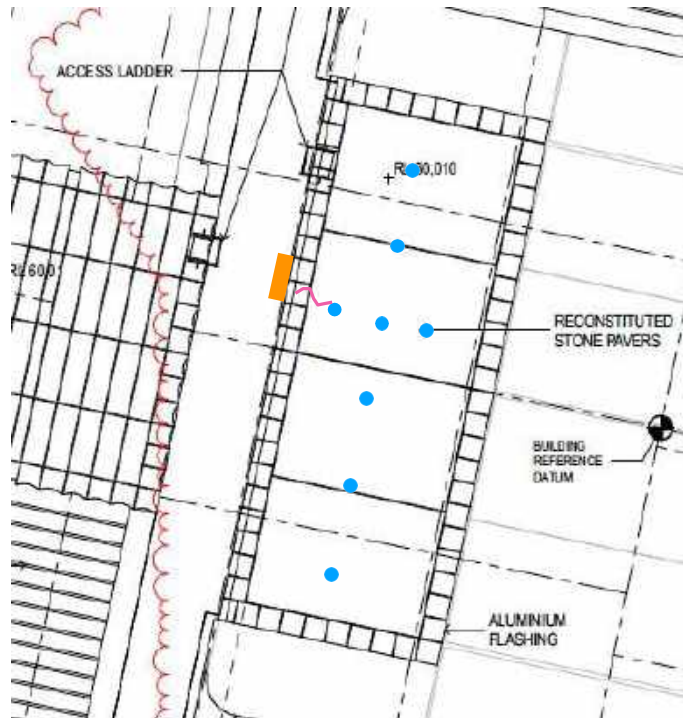 ACCESS LADDER
RECONSTITUTED
STONE PAVERS
BUILDING
REFERENCE
DATUM
ALUMINIUM
FLASHING